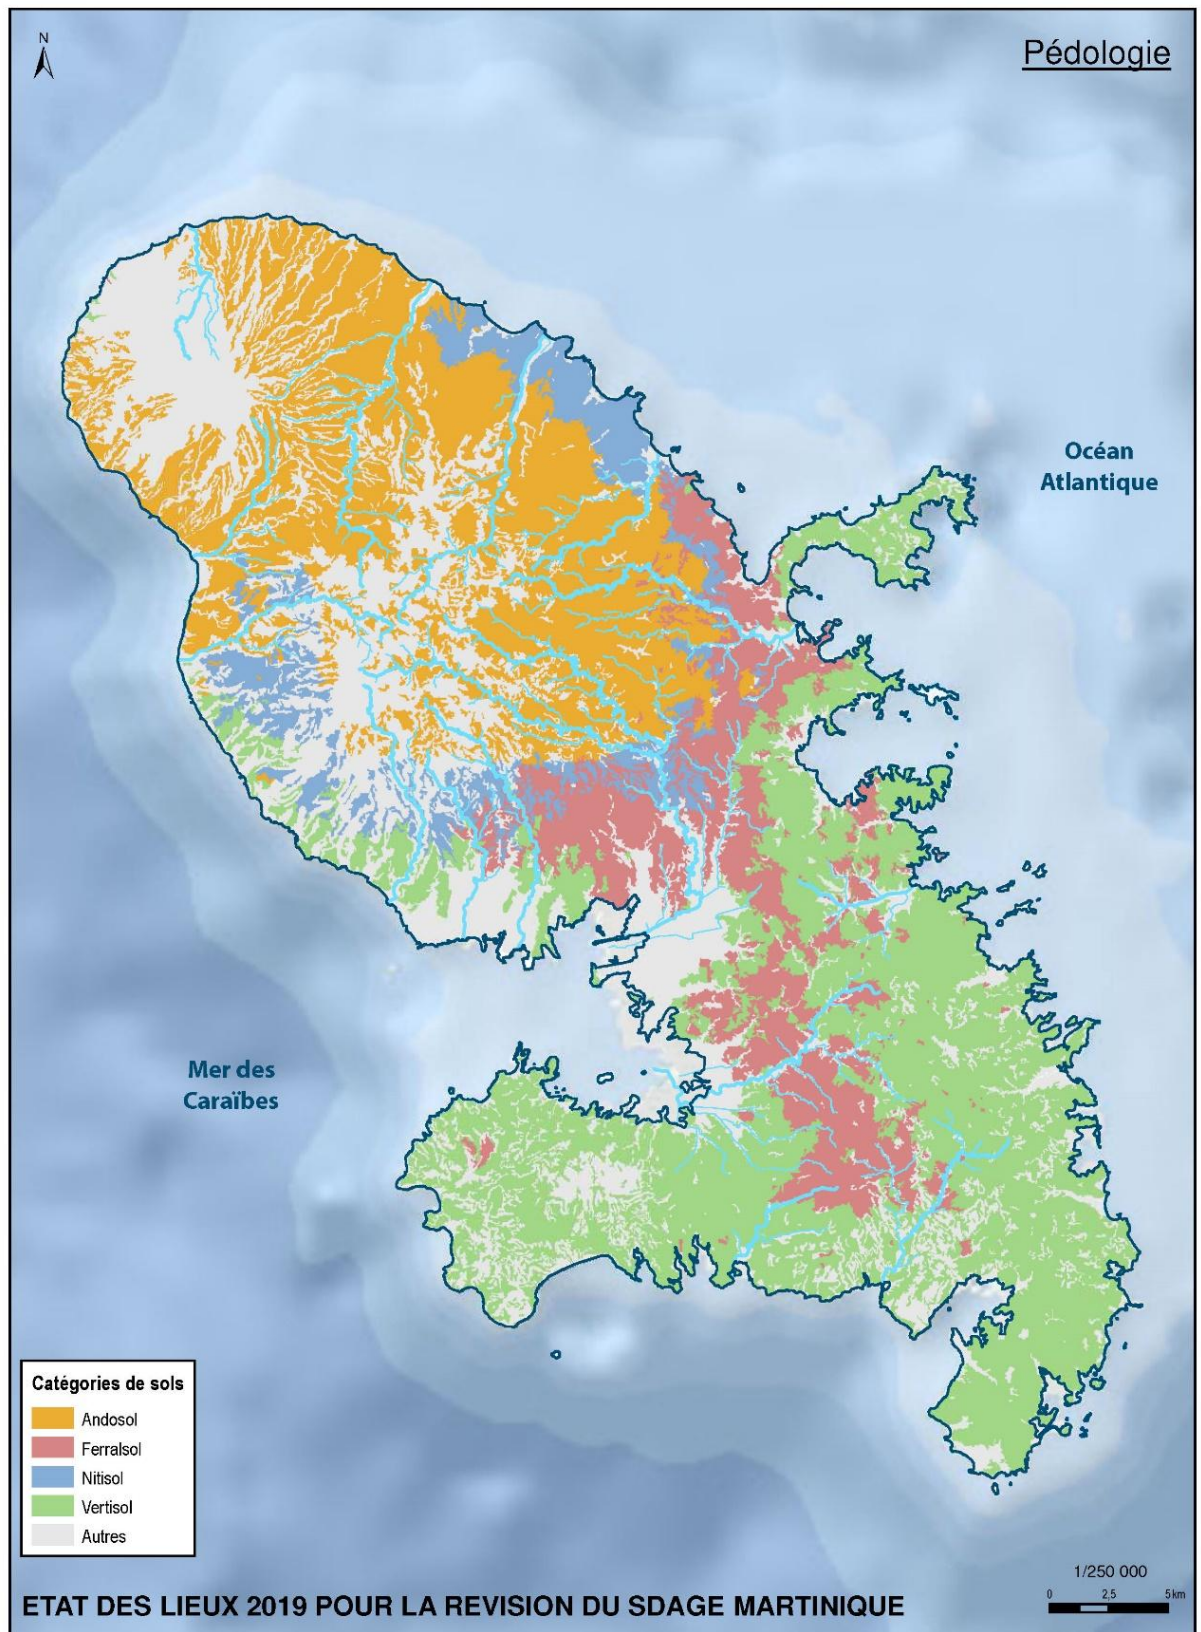 N
Pédologie
Océan
Atlantique
Mer des
Caraïbes
Catégories de sols
Andosol
Ferralsol
Nitisol
Vertisol
Autres
1/250 000
0 2,5 5 km
ETAT DES LIEUX 2019 POUR LA REVISION DU SDAGE MARTINIQUE